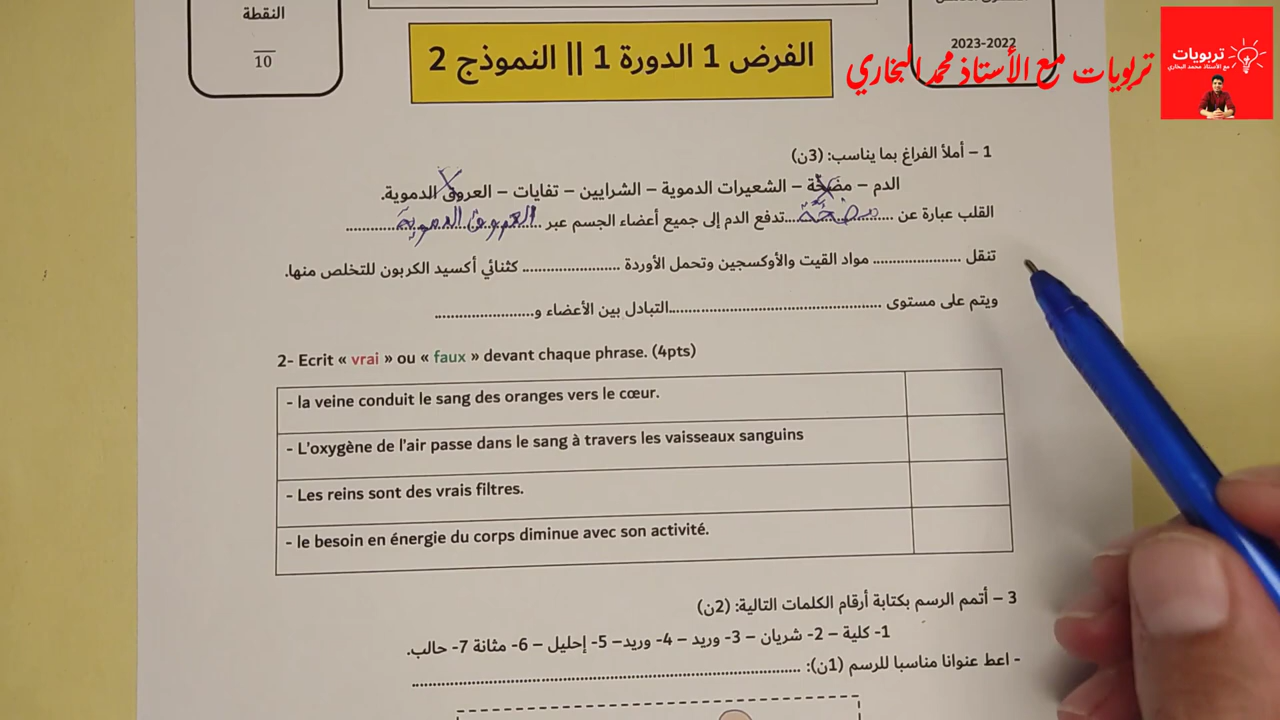 النقطة
10
2023-2022
تربويات مع الأستاذ محمد البخاري
تربويات
مع الأستاذ محمد البخاري
الفرض 1 الدورة 1 || النموذج 2
1 – أملأ الفراغ بما يناسب: (3ن)
الدم – مضخة – الشعيرات الدموية – الشرايين – تفايات – العروق الدموية.
القلب عبارة عن ...مضخة...تدفع الدم إلى جميع أعضاء الجسم عبر ...العروق الدموية...
تنقل ..................... مواد القيت والأوكسجين وتحمل الأوردة ........................ كثنائي أكسيد الكربون للتخلص منها.
ويتم على مستوى ..............................................التبادل بين الأعضاء و........................
2- Ecrit « vrai » ou « faux » devant chaque phrase. (4pts)
- la veine conduit le sang des oranges vers le cœur.
- L'oxygène de l'air passe dans le sang à travers les vaisseaux sanguins
- Les reins sont des vrais filtres.
- le besoin en énergie du corps diminue avec son activité.
3 – أتمم الرسم بكتابة أرقام الكلمات التالية: (2ن)
1- كلية – 2- شريان – 3- وريد – 4- وريد– 5- إحليل – 6- مثانة 7- حالب.
- اعط عنوانا مناسبا للرسم (1ن): ..............................................................................